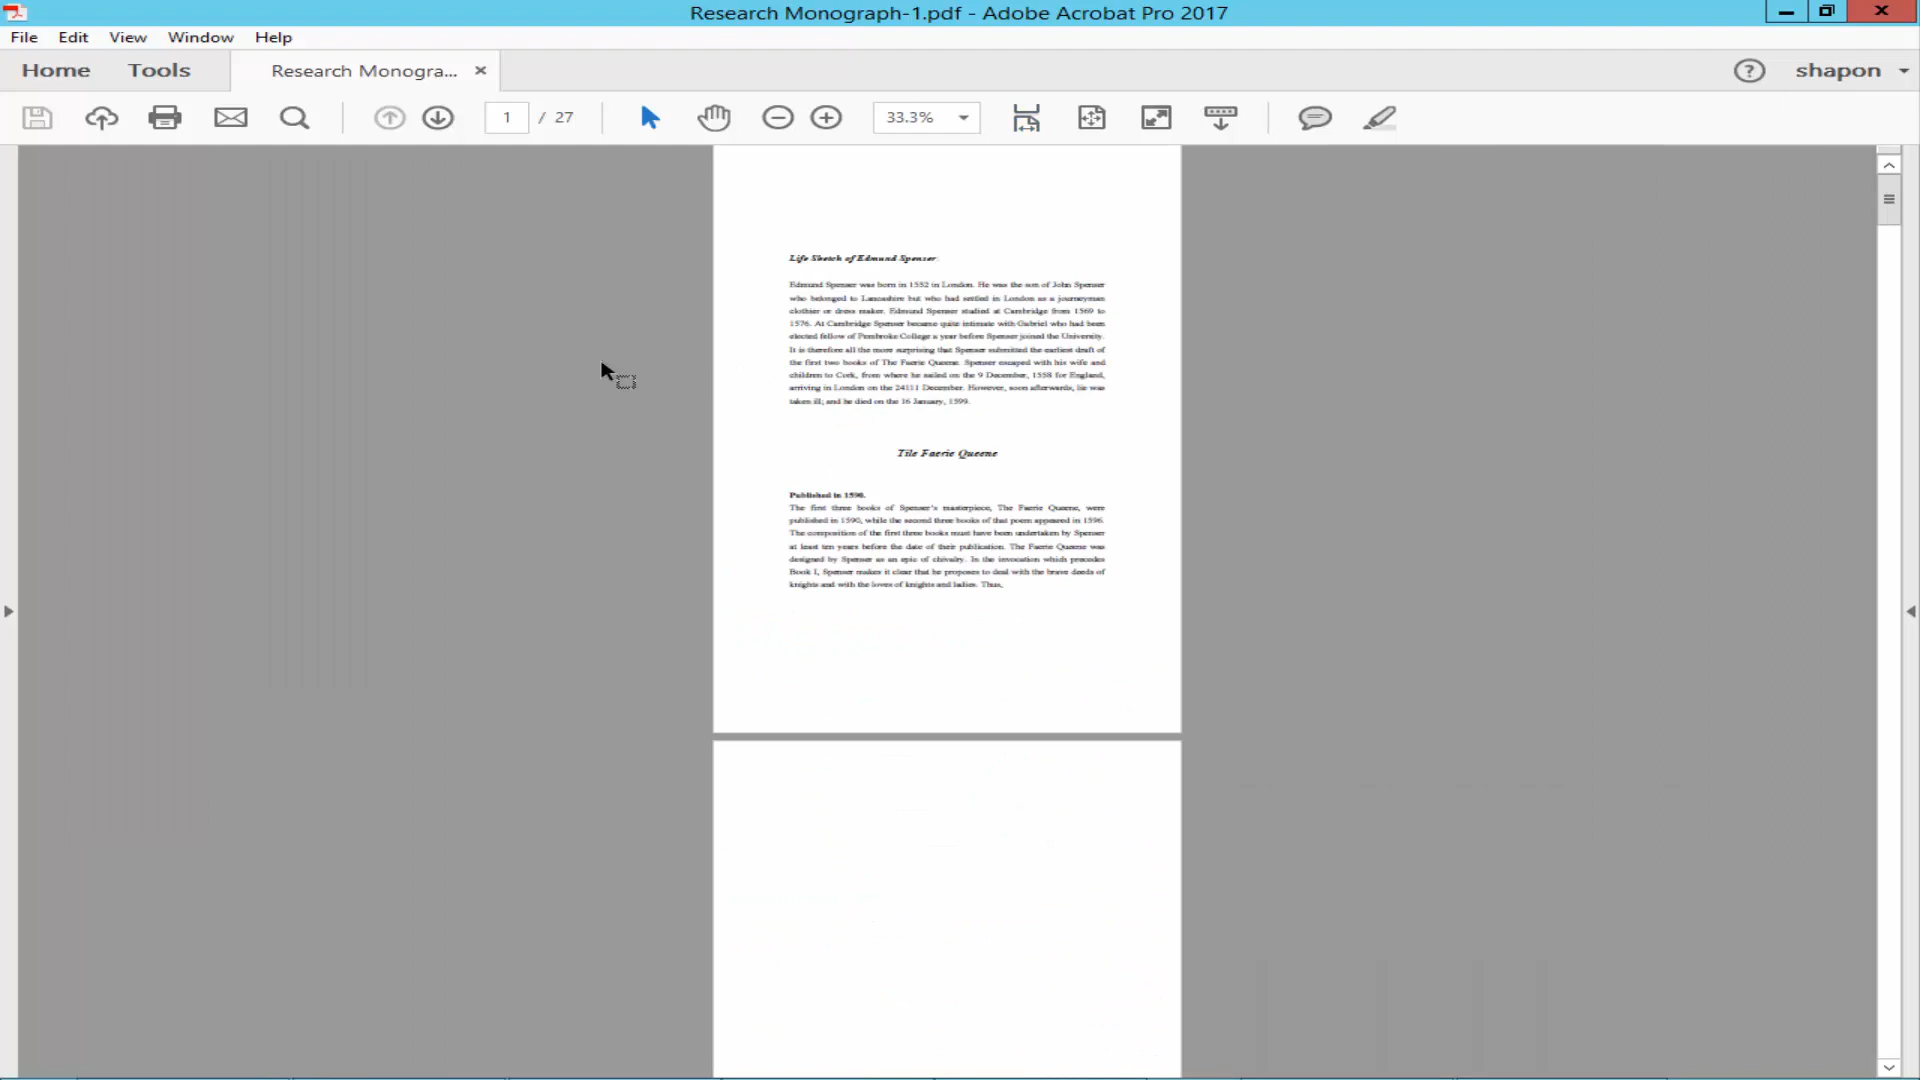 Research Monograph-1.pdf - Adobe Acrobat Pro 2017
File Edit View Window Help
Home Tools Research Monogra... × ? shapon
1 / 27 33.3%
Life Sketch of Edmund Spenser.
Edmund Spenser was born in 1552 in London. He was the son of John Spenser
who belonged to Lancashire but who had settled in London as a journeyman
clothier or dress maker. Edmund Spenser studied at Cambridge from 1569 to
1576. At Cambridge Spenser became quite intimate with Gabriel who had been
elected fellow of Pembroke College a year before Spenser joined the University.
It is therefore all the more surprising that Spenser submitted the earliest draft of
the first two books of The Faerie Queene. Spenser escaped with his wife and
children to Cork, from where he sailed on the 9 December, 1558 for England,
arriving in London on the 24111 December. However, soon afterwards, lie was
taken ill; and he died on the 16 January, 1599.
Tile Faerie Queene
Published in 1590.
The first three books of Spenser's masterpiece, The Faerie Queene, were
published in 1590, while the second three books of that poem appeared in 1596.
The composition of the first three books must have been undertaken by Spenser
at least ten years before the date of their publication. The Faerie Queene was
designed by Spenser as an epic of chivalry. In the invocation which precedes
Book I, Spenser makes it clear that he proposes to deal with the brave deeds of
knights and with the loves of knights and ladies. Thus,